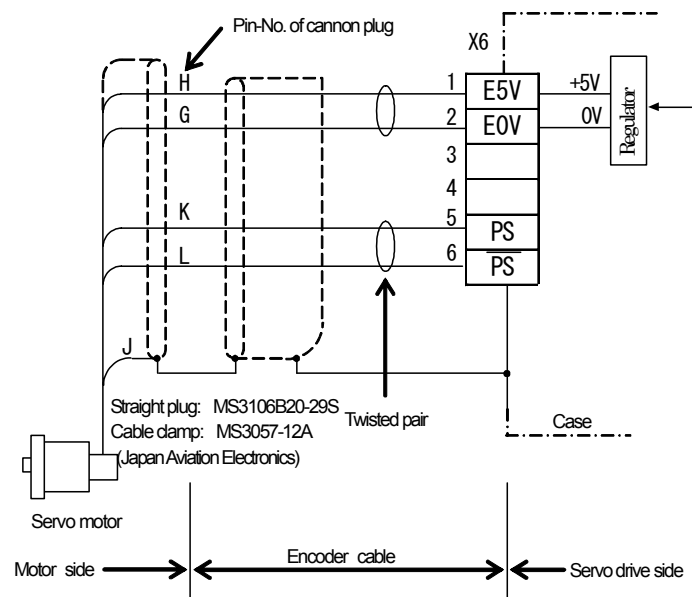 Pin-No. of cannon plug
X6
H
1
E5V
+5V
G
2
E0V
0V
Regulator
3
4
K
5
PS
L
6
P̅S̅
J
Straight plug: MS3106B20-29S
Cable clamp: MS3057-12A
(Japan Aviation Electronics)
Twisted pair
Case
Servo motor
Motor side
Encoder cable
Servo drive side